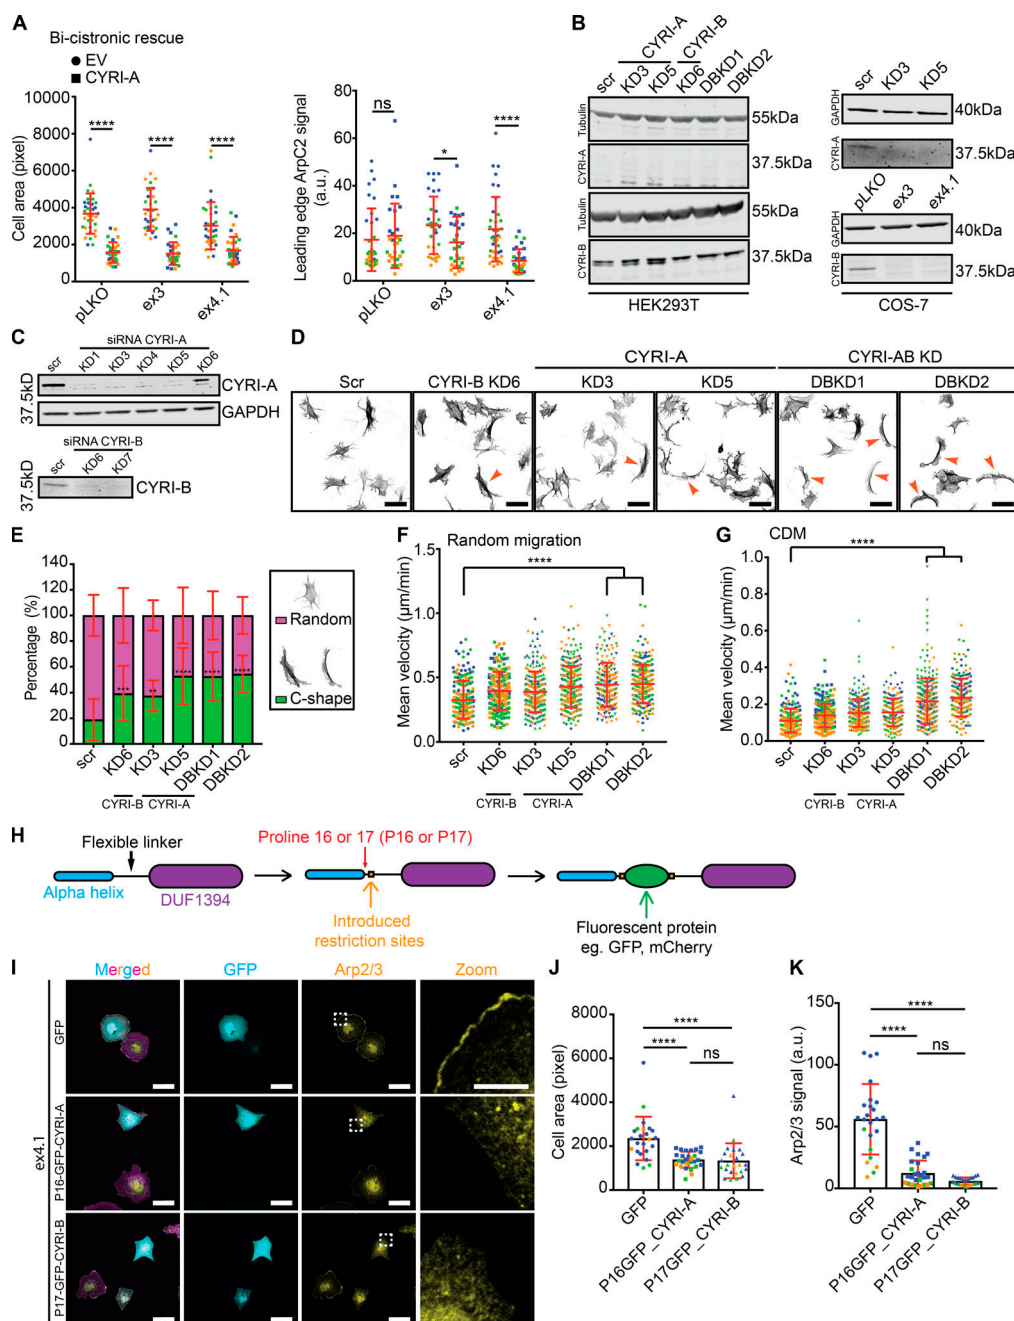 A
Bi-cistronic rescue
EV
CYRI-A
Cell area (pixel)
10000
8000
6000
4000
2000
0
****
****
****
pLKO
ex3
ex4.1
Leading edge ArpC2 signal
(a.u.)
80
60
40
20
0
ns
*
****
pLKO
ex3
ex4.1
B
CYRI-A
CYRI-B
scr
KD3
KD5
KD6
DBKD1
DBKD2
Tubulin
55kDa
CYRI-A
37.5kDa
Tubulin
55kDa
CYRI-B
37.5kDa
HEK293T
scr
KD3
KD5
GAPDH
40kDa
CYRI-A
37.5kDa
pLKO
ex3
ex4.1
GAPDH
40kDa
CYRI-B
37.5kDa
COS-7
C
siRNA CYRI-A
scr
KD1
KD3
KD4
KD5
KD6
37.5kD
CYRI-A
GAPDH
siRNA CYRI-B
scr
KD6
KD7
37.5kD
CYRI-B
D
CYRI-A
CYRI-AB KD
Scr
CYRI-B KD6
KD3
KD5
DBKD1
DBKD2
E
Percentage (%)
140
120
100
80
60
40
20
0
***
**
****
****
****
scr
KD6
KD3
KD5
DBKD1
DBKD2
CYRI-B
CYRI-A
Random
C-shape
F
Random migration
Mean velocity (µm/min)
1.5
1.0
0.5
0.0
****
scr
KD6
KD3
KD5
DBKD1
DBKD2
CYRI-B
CYRI-A
G
CDM
Mean velocity (µm/min)
1.0
0.8
0.6
0.4
0.2
0.0
****
scr
KD6
KD3
KD5
DBKD1
DBKD2
CYRI-B
CYRI-A
H
Flexible linker
Alpha helix
DUF1394
Proline 16 or 17 (P16 or P17)
Introduced
restriction sites
Fluorescent protein
eg. GFP, mCherry
I
Merged
GFP
Arp2/3
Zoom
ex4.1
GFP
P16-GFP-CYRI-A
P17-GFP-CYRI-B
J
Cell area (pixel)
8000
6000
4000
2000
0
****
****
ns
GFP
P16GFP_CYRI-A
P17GFP_CYRI-B
K
Arp2/3 signal (a.u.)
150
100
50
0
****
****
ns
GFP
P16GFP_CYRI-A
P17GFP_CYRI-B